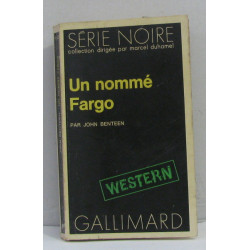 SÉRIE NOIRE
collection dirigée par marcel duhamel
Un nommé
Fargo
PAR JOHN BENTEEN
WESTERN
GALLIMARD